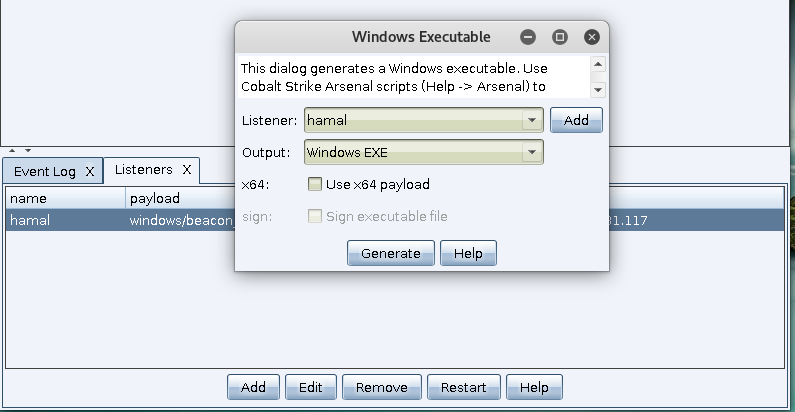 Windows Executable
This dialog generates a Windows executable. Use
Cobalt Strike Arsenal scripts (Help -> Arsenal) to
Listener: hamal Add
Output: Windows EXE
x64: Use x64 payload
sign: Sign executable file
Generate Help
Event Log X Listeners X
name payload
hamal windows/beacon 31.117
Add Edit Remove Restart Help